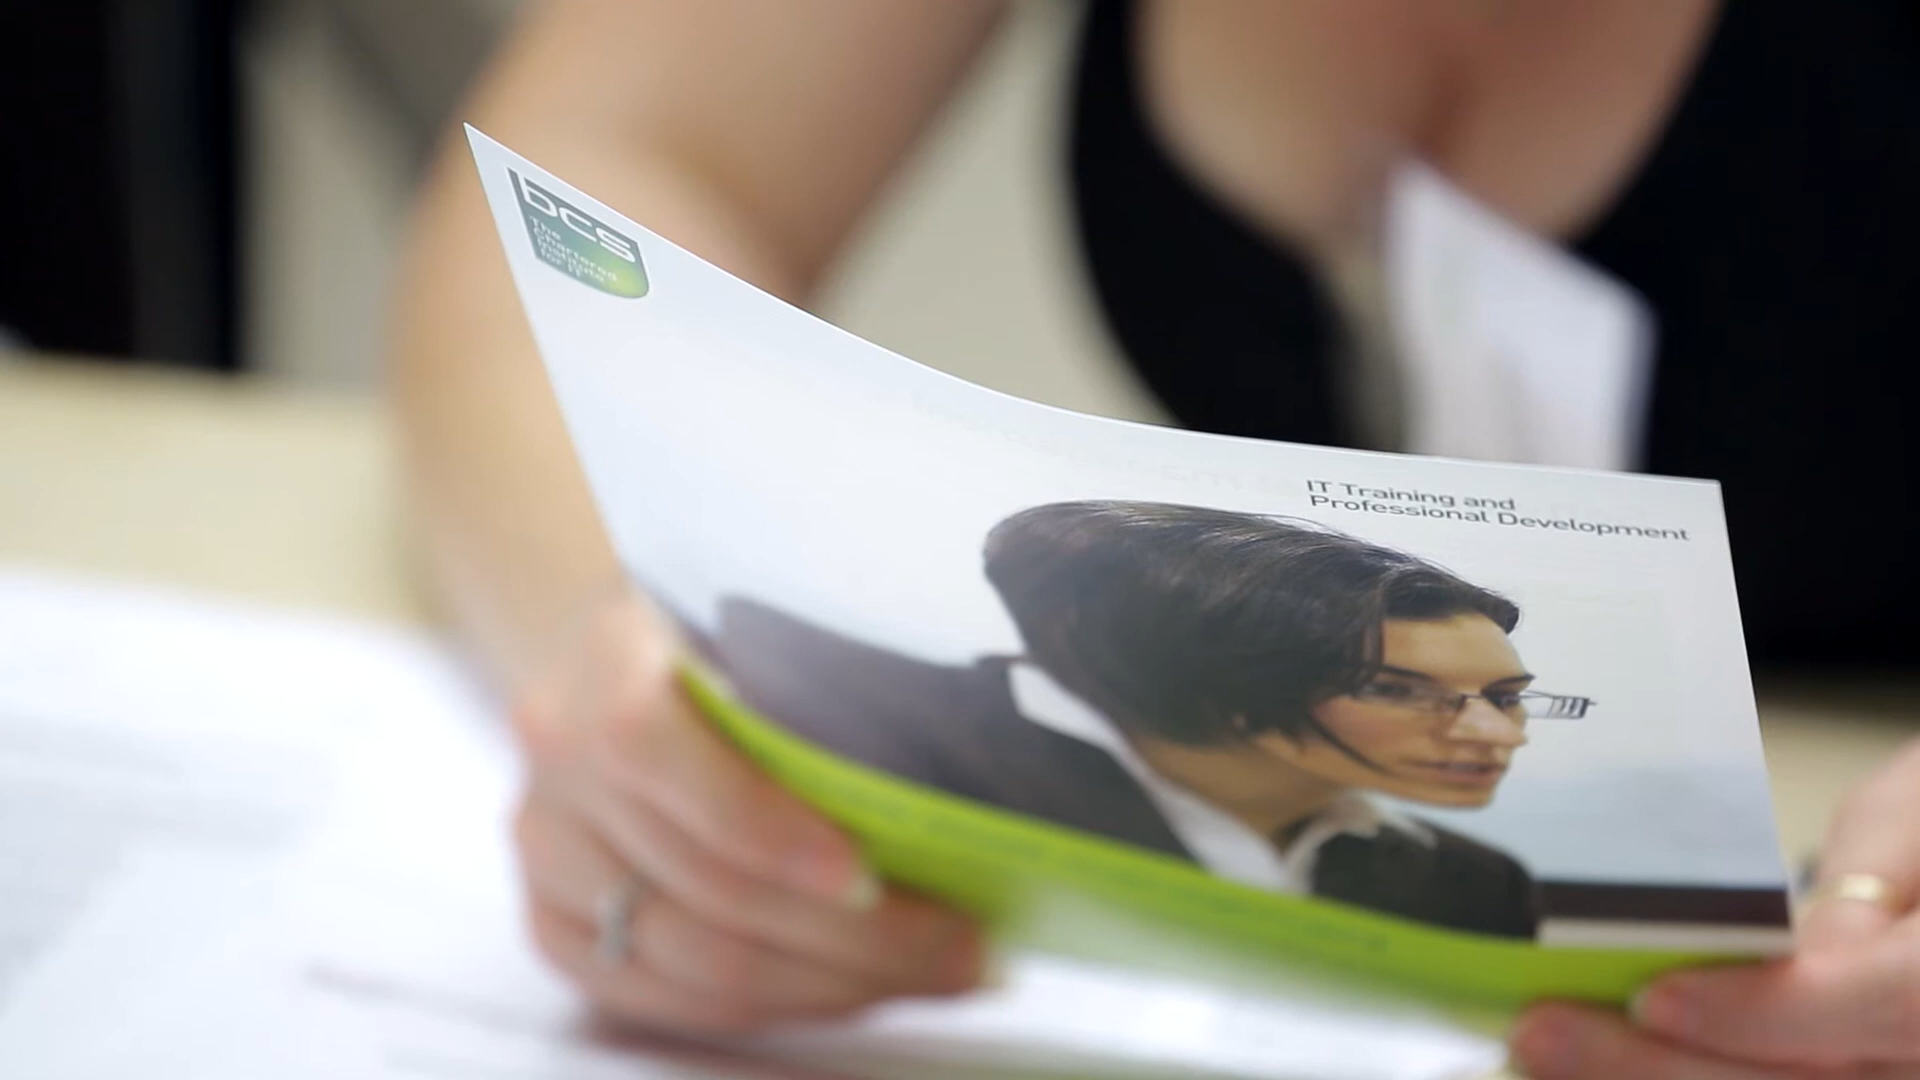 bcs
The
Chartered
Institute
for IT
IT Training and
Professional Development